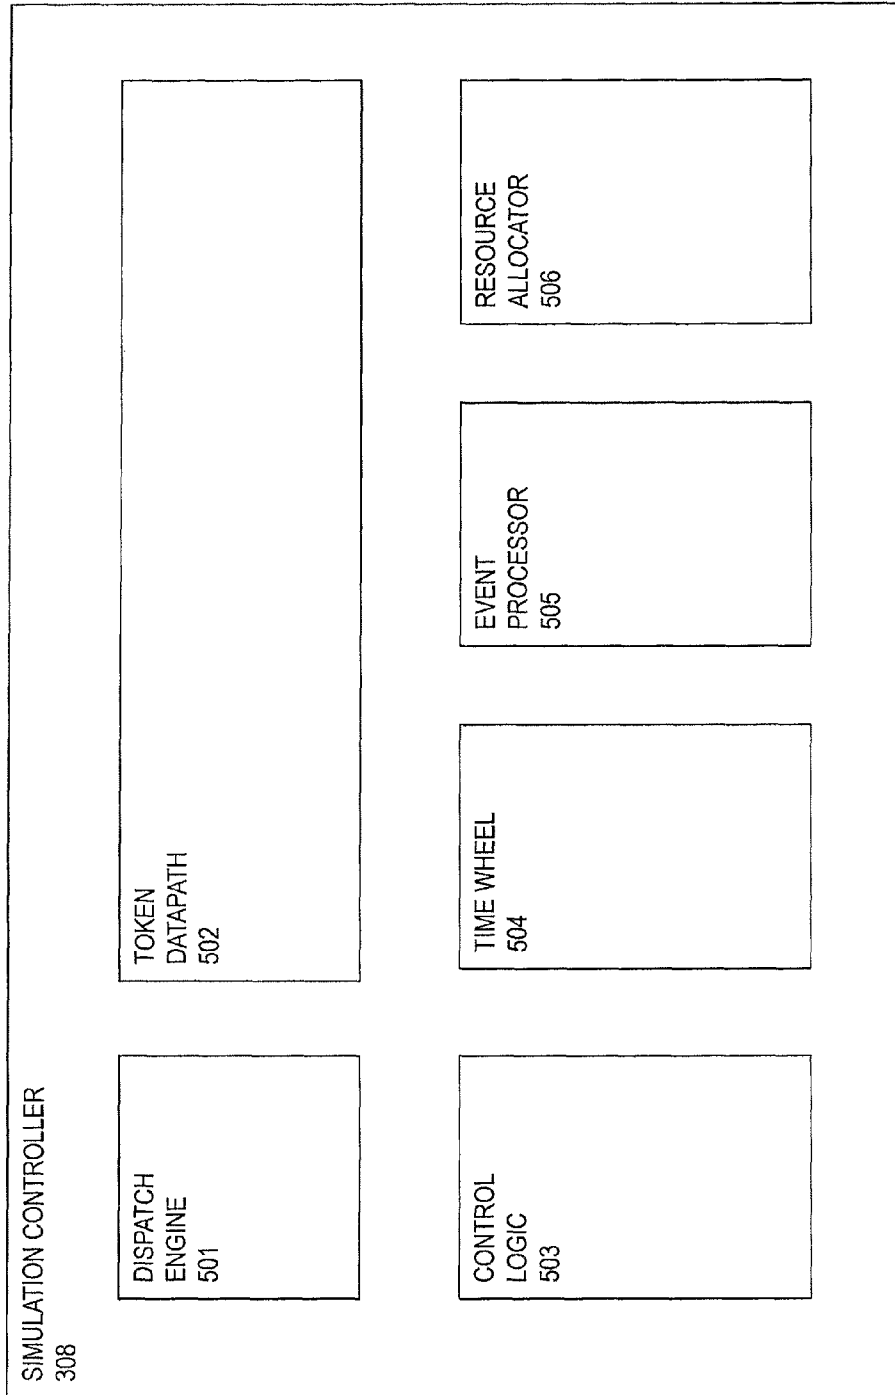 SIMULATION CONTROLLER
308
DISPATCH
ENGINE
501
TOKEN
DATAPATH
502
CONTROL
LOGIC
503
TIME WHEEL
504
EVENT
PROCESSOR
505
RESOURCE
ALLOCATOR
506